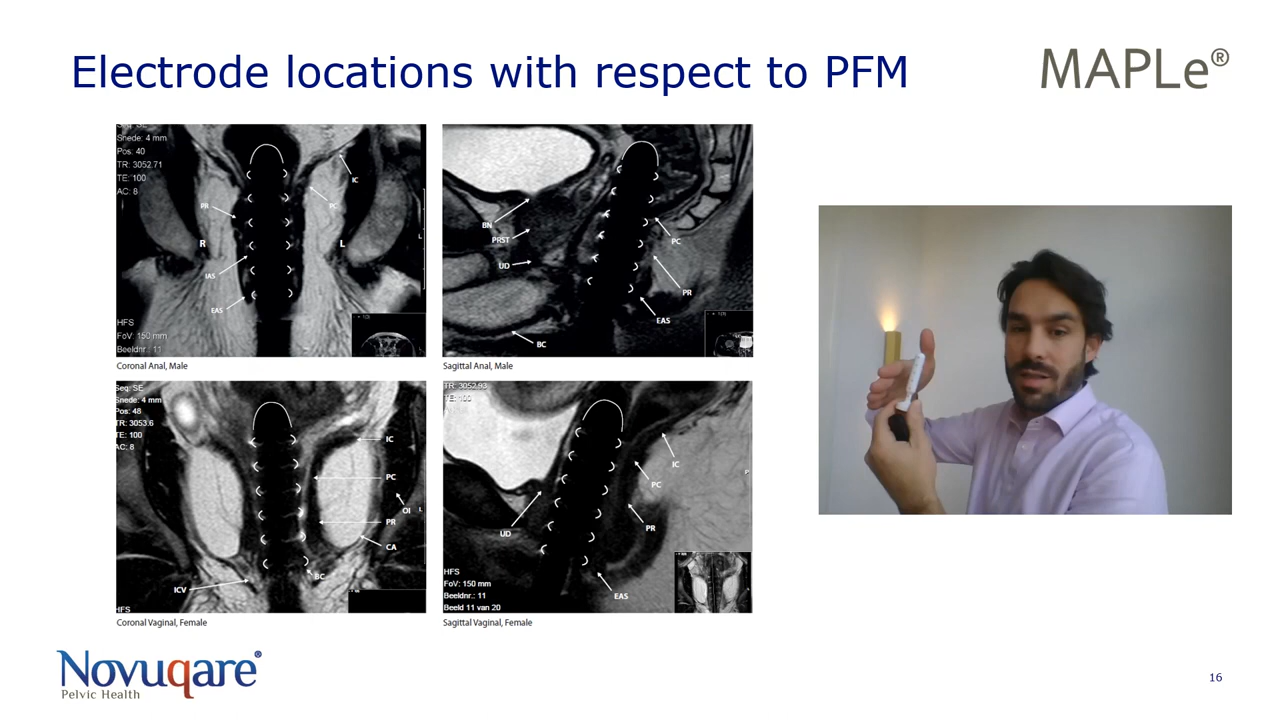 Electrode locations with respect to PFM
MAPLe®
Snede: 4 mm
Pos: 40
TR: 3052.71
TE: 100
AC: 8
IC
PR
PC
R
L
L
IAS
EAS
HFS
FoV: 150 mm
Beeldnr.: 11
Coronal Anal, Male
BN
PRST
UD
PC
PR
EAS
BC
Sagittal Anal, Male
Seq: SE
Snede: 4 mm
Pos: 48
TR: 3053.6
TE: 100
AC: 8
IC
PC
OI
L
PR
CA
BC
ICV
HFS
Coronal Vaginal, Female
TR: 3052.93
TE: 100
IC
PC
P
PR
UD
EAS
HFS
FoV: 150 mm
Beeldnr.: 11
Beeld 11 van 20
Sagittal Vaginal, Female
Novuqare®
Pelvic Health
16